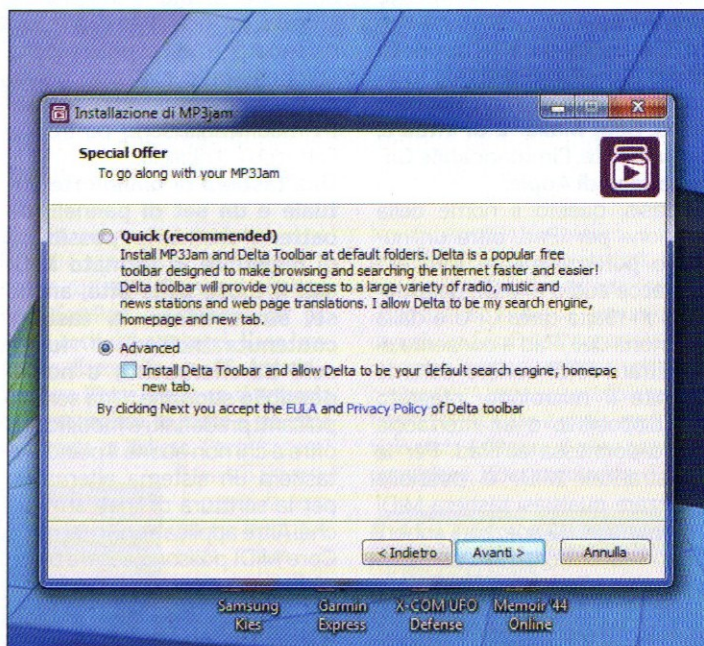 Installazione di MP3jam
Special Offer
To go along with your MP3Jam
Quick (recommended)
Install MP3Jam and Delta Toolbar at default folders. Delta is a popular free
toolbar designed to make browsing and searching the internet faster and easier!
Delta toolbar will provide you access to a large variety of radio, music and
news stations and web page translations. I allow Delta to be my search engine,
homepage and new tab.
Advanced
Install Delta Toolbar and allow Delta to be your default search engine, homepag
new tab.
By clicking Next you accept the EULA and Privacy Policy of Delta toolbar
< Indietro
Avanti >
Annulla
Samsung Kies
Garmin Express
X-COM UFO Defense
Memoir '44 Online